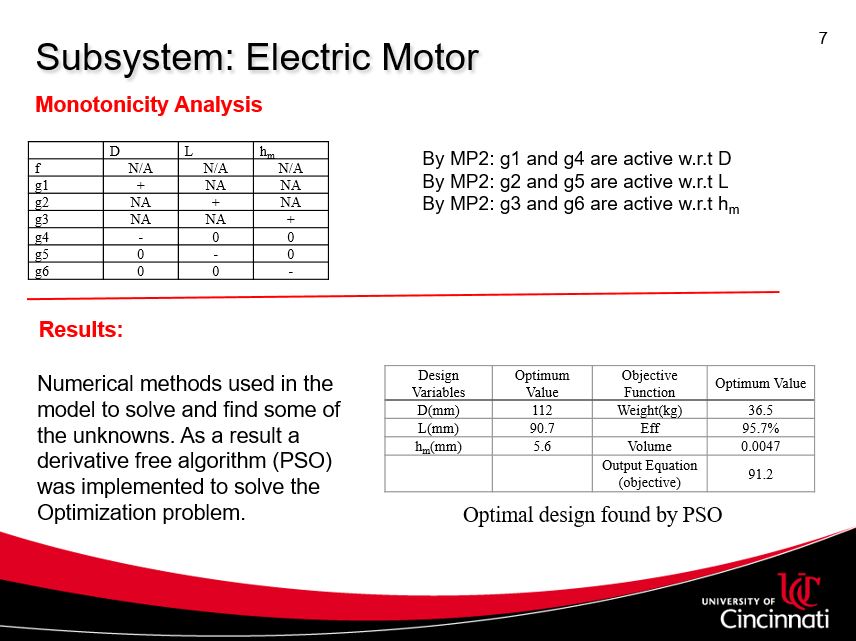 7
Subsystem: Electric Motor
Monotonicity Analysis
D L hm
f N/A N/A N/A
g1 + NA NA
g2 NA + NA
g3 NA NA +
g4 - 0 0
g5 0 - 0
g6 0 0 -
By MP2: g1 and g4 are active w.r.t D
By MP2: g2 and g5 are active w.r.t L
By MP2: g3 and g6 are active w.r.t hm
Results:
Numerical methods used in the
model to solve and find some of
the unknowns. As a result a
derivative free algorithm (PSO)
was implemented to solve the
Optimization problem.
Design Variables Optimum Value Objective Function Optimum Value
D(mm) 112 Weight(kg) 36.5
L(mm) 90.7 Eff 95.7%
hm(mm) 5.6 Volume 0.0047
Output Equation (objective) 91.2
Optimal design found by PSO
UNIVERSITY OF UC
Cincinnati